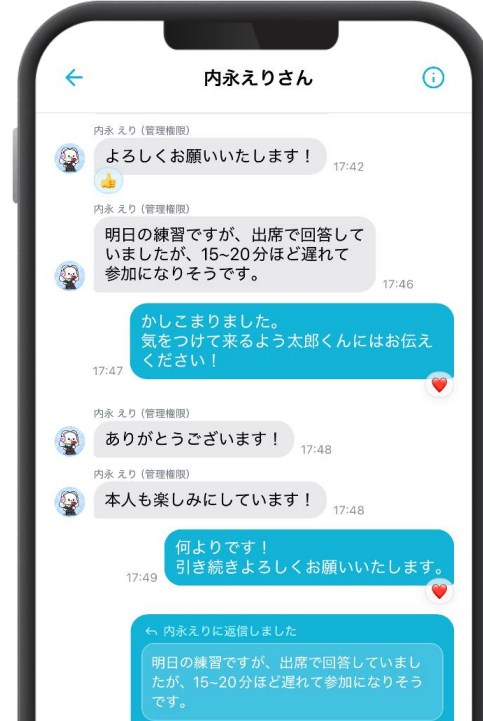 内永えりさん
内永 えり (管理権限)
よろしくお願いいたします！
17:42
内永 えり (管理権限)
明日の練習ですが、出席で回答して
いましたが、15~20分ほど遅れて
参加になりそうです。
17:46
かしこまりました。
気をつけて来るよう太郎くんにはお伝え
ください！
17:47
内永 えり (管理権限)
ありがとうございます！
17:48
内永 えり (管理権限)
本人も楽しみにしています！
17:48
何よりです！
引き続きよろしくお願いいたします。
17:49
内永えりに返信しました
明日の練習ですが、出席で回答していまし
たが、15~20分ほど遅れて参加になりそう
です。